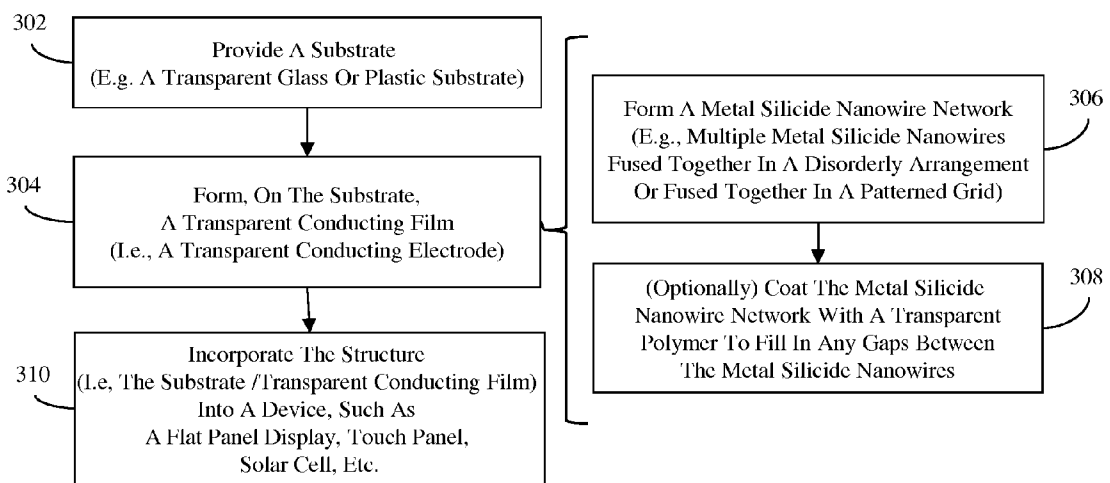 302
Provide A Substrate
(E.g. A Transparent Glass Or Plastic Substrate)
304
Form, On The Substrate,
A Transparent Conducting Film
(I.e., A Transparent Conducting Electrode)
306
Form A Metal Silicide Nanowire Network
(E.g., Multiple Metal Silicide Nanowires
Fused Together In A Disorderly Arrangement
Or Fused Together In A Patterned Grid)
308
(Optionally) Coat The Metal Silicide
Nanowire Network With A Transparent
Polymer To Fill In Any Gaps Between
The Metal Silicide Nanowires
310
Incorporate The Structure
(I.e, The Substrate /Transparent Conducting Film)
Into A Device, Such As
A Flat Panel Display, Touch Panel,
Solar Cell, Etc.